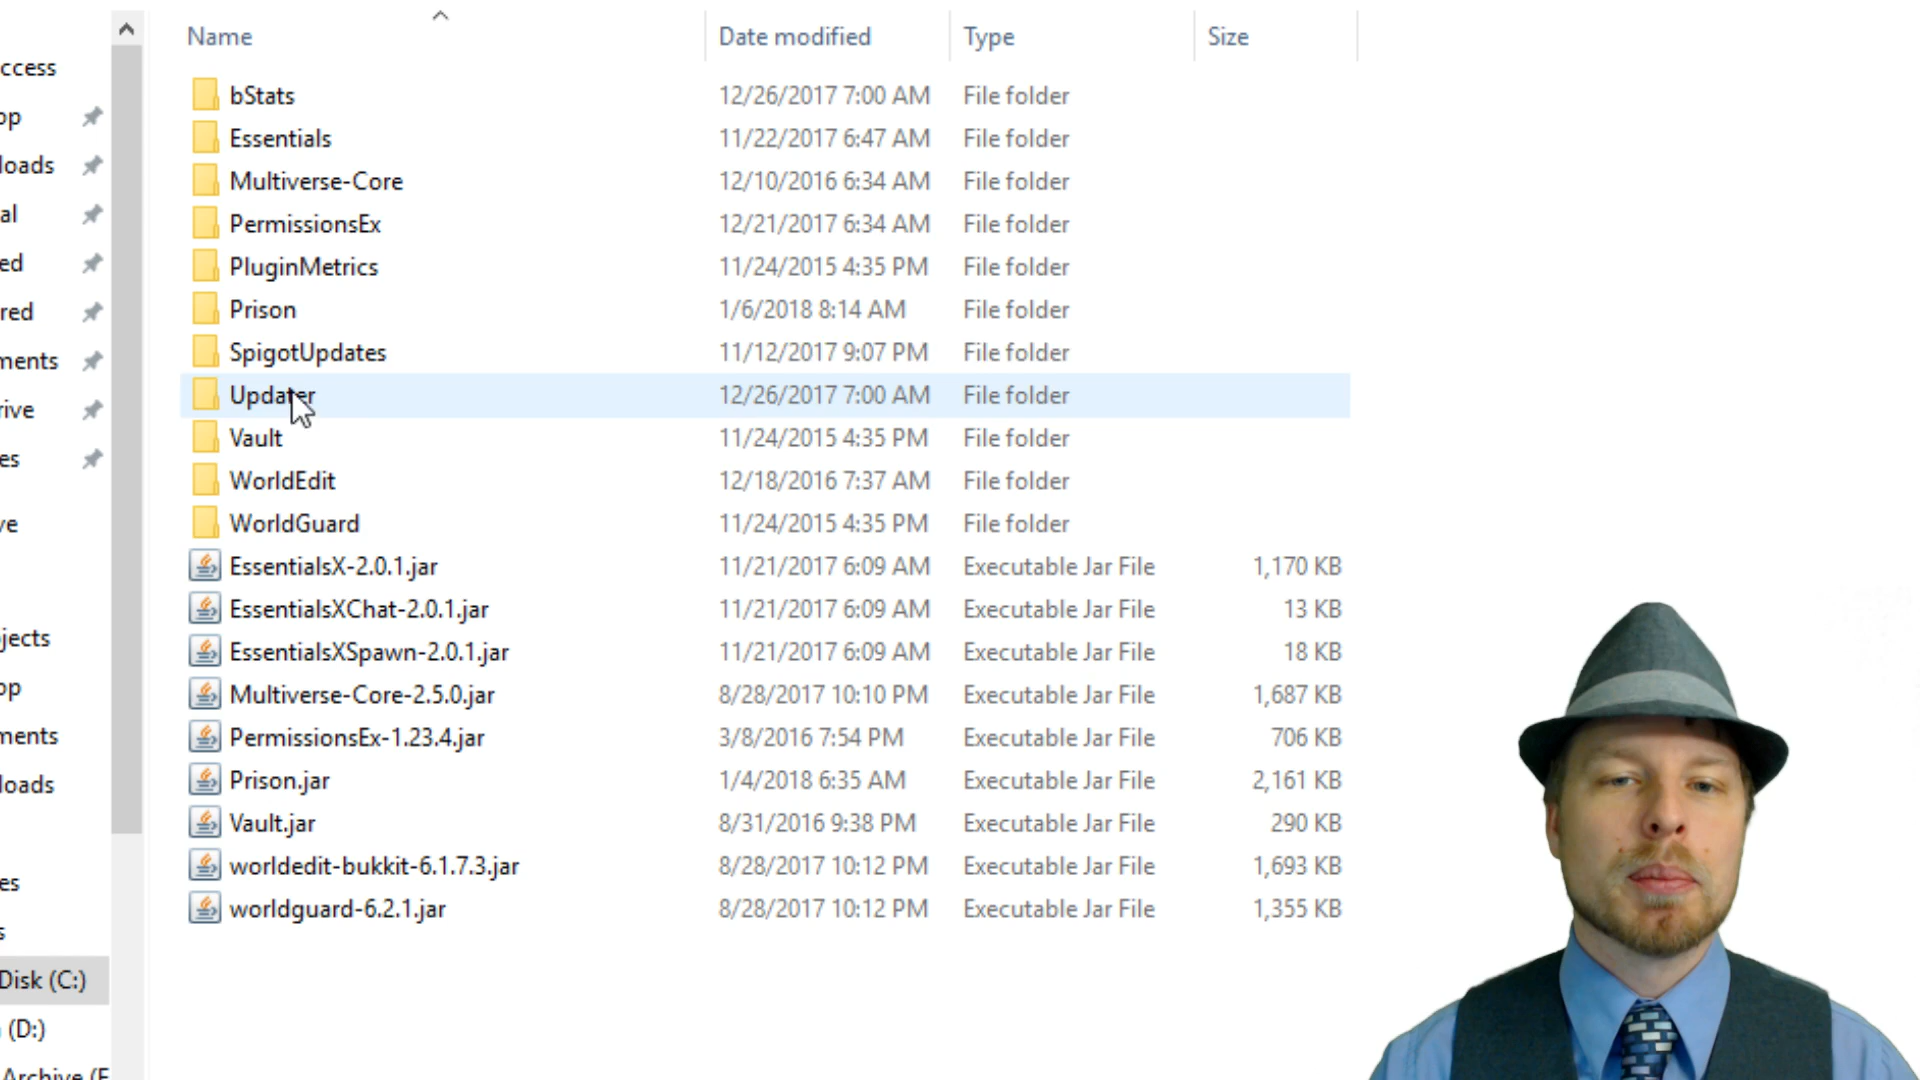 Name Date modified Type Size
ccess
op
loads
al
ed
red
ments
rive
es
ve
jects
op
ments
loads
es
s
Disk (C:)
(D:)
Archive (F
bStats 12/26/2017 7:00 AM File folder
Essentials 11/22/2017 6:47 AM File folder
Multiverse-Core 12/10/2016 6:34 AM File folder
PermissionsEx 12/21/2017 6:34 AM File folder
PluginMetrics 11/24/2015 4:35 PM File folder
Prison 1/6/2018 8:14 AM File folder
SpigotUpdates 11/12/2017 9:07 PM File folder
Updater 12/26/2017 7:00 AM File folder
Vault 11/24/2015 4:35 PM File folder
WorldEdit 12/18/2016 7:37 AM File folder
WorldGuard 11/24/2015 4:35 PM File folder
EssentialsX-2.0.1.jar 11/21/2017 6:09 AM Executable Jar File 1,170 KB
EssentialsXChat-2.0.1.jar 11/21/2017 6:09 AM Executable Jar File 13 KB
EssentialsXSpawn-2.0.1.jar 11/21/2017 6:09 AM Executable Jar File 18 KB
Multiverse-Core-2.5.0.jar 8/28/2017 10:10 PM Executable Jar File 1,687 KB
PermissionsEx-1.23.4.jar 3/8/2016 7:54 PM Executable Jar File 706 KB
Prison.jar 1/4/2018 6:35 AM Executable Jar File 2,161 KB
Vault.jar 8/31/2016 9:38 PM Executable Jar File 290 KB
worldedit-bukkit-6.1.7.3.jar 8/28/2017 10:12 PM Executable Jar File 1,693 KB
worldguard-6.2.1.jar 8/28/2017 10:12 PM Executable Jar File 1,355 KB